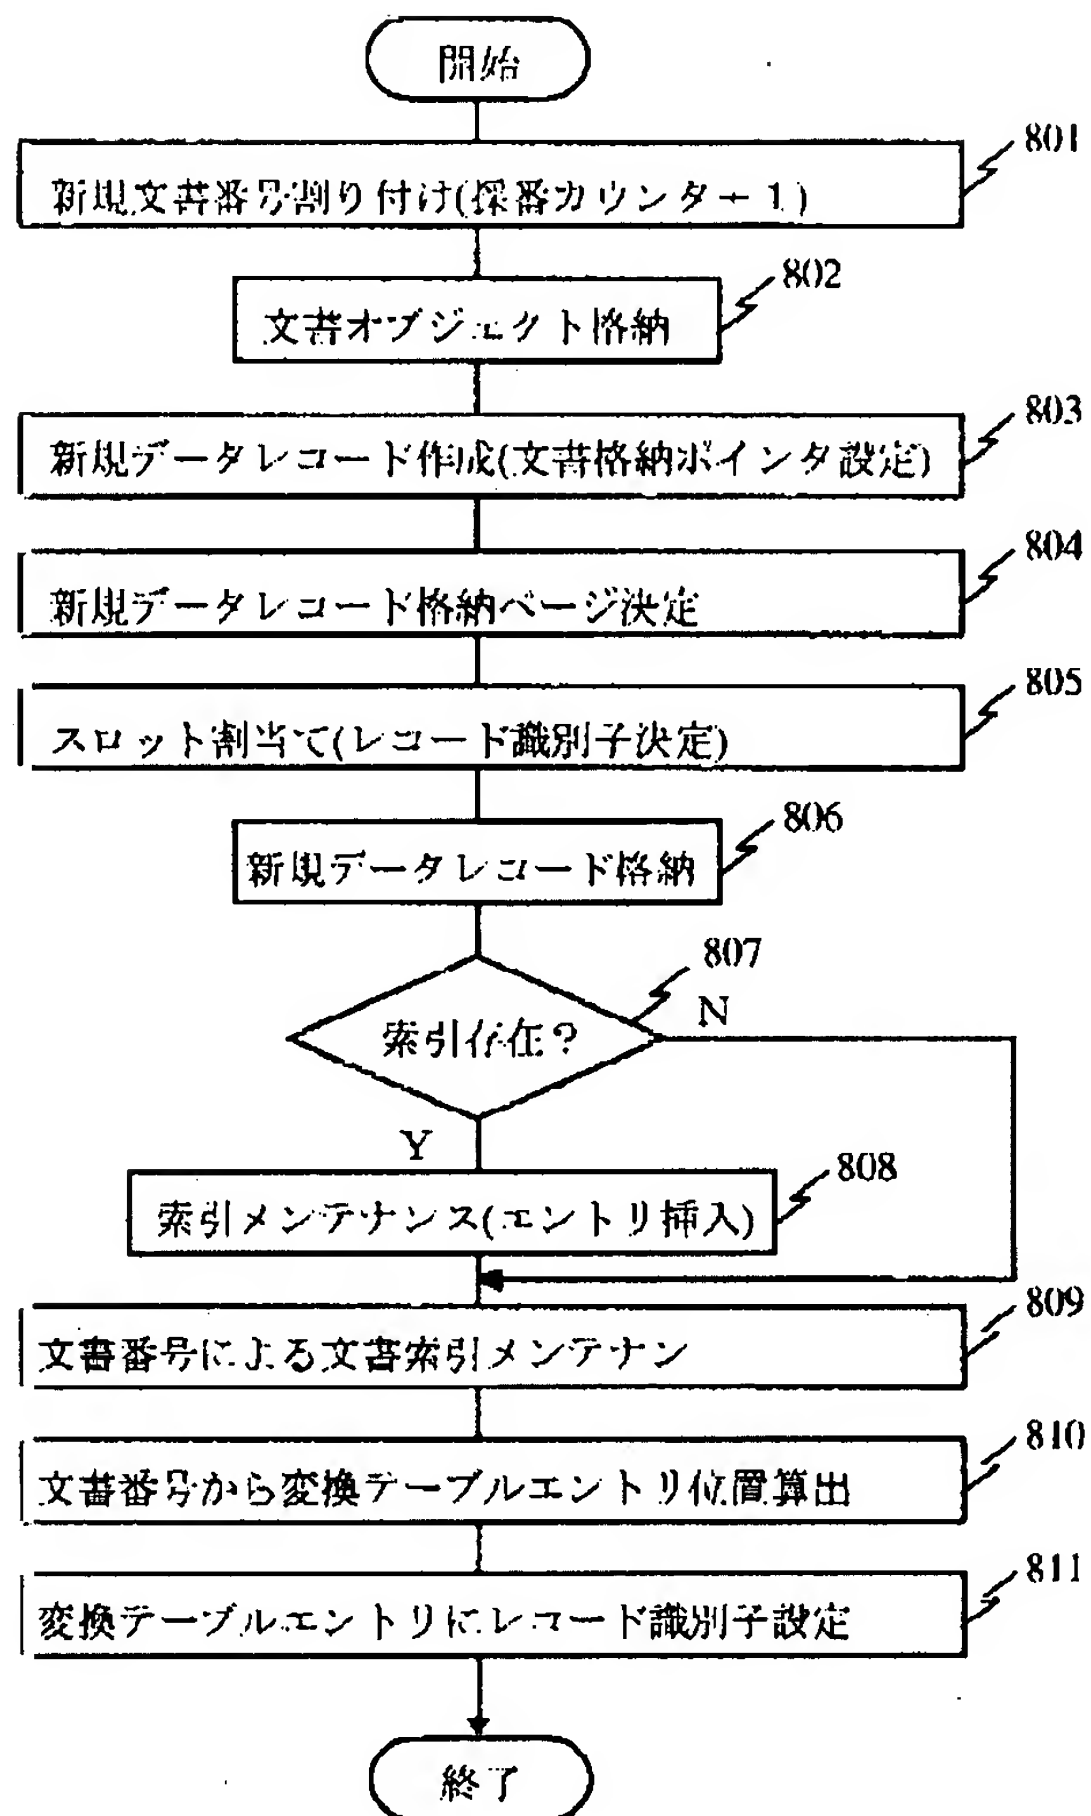 開始
801
新規文書番号割り付け(採番カウンター+1)
802
文書オブジェクト格納
803
新規データレコード作成(文書格納ポインタ設定)
804
新規データレコード格納ページ決定
805
スロット割当て(レコード識別子決定)
806
新規データレコード格納
807
索引存在?
N
Y
808
索引メンテナンス(エントリ挿入)
809
文書番号による文書索引メンテナン
810
文書番号から変換テーブルエントリ位置算出
811
変換テーブルエントリにレコード識別子設定
終了